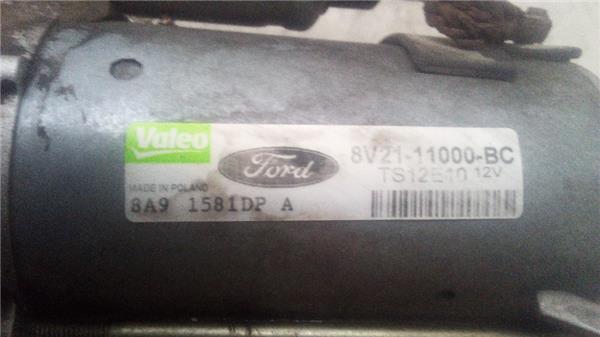 Valeo
MADE IN POLAND
Ford
8V21-11000-BC
TS12E10 12V
8A9 1581DP A